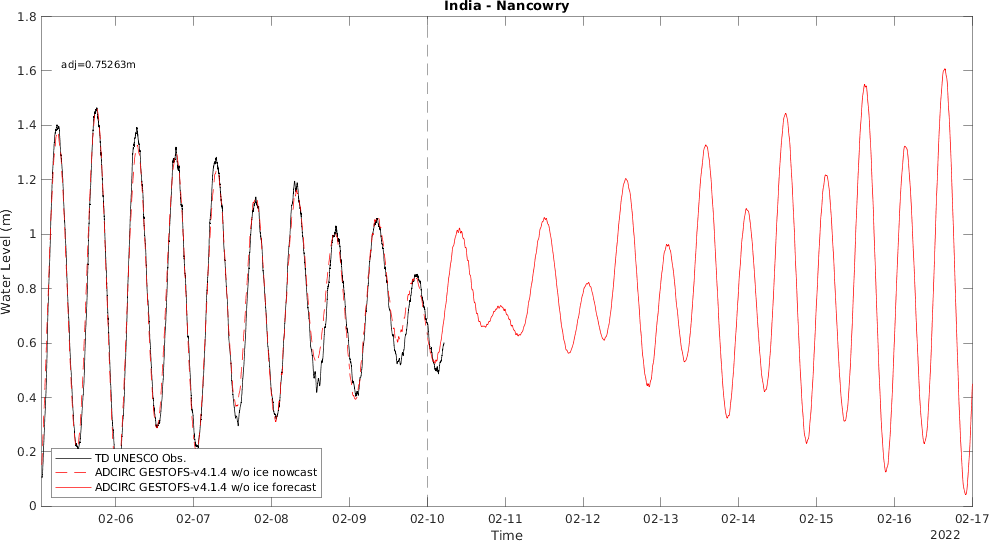 India - Nancowry
1.8
1.6
1.4
1.2
1
0.8
0.6
0.4
0.2
0
Water Level (m)
adj=0.75263m
TD UNESCO Obs.
ADCIRC GESTOFS-v4.1.4 w/o ice nowcast
ADCIRC GESTOFS-v4.1.4 w/o ice forecast
02-06 02-07 02-08 02-09 02-10 02-11 02-12 02-13 02-14 02-15 02-16 02-17
Time
2022